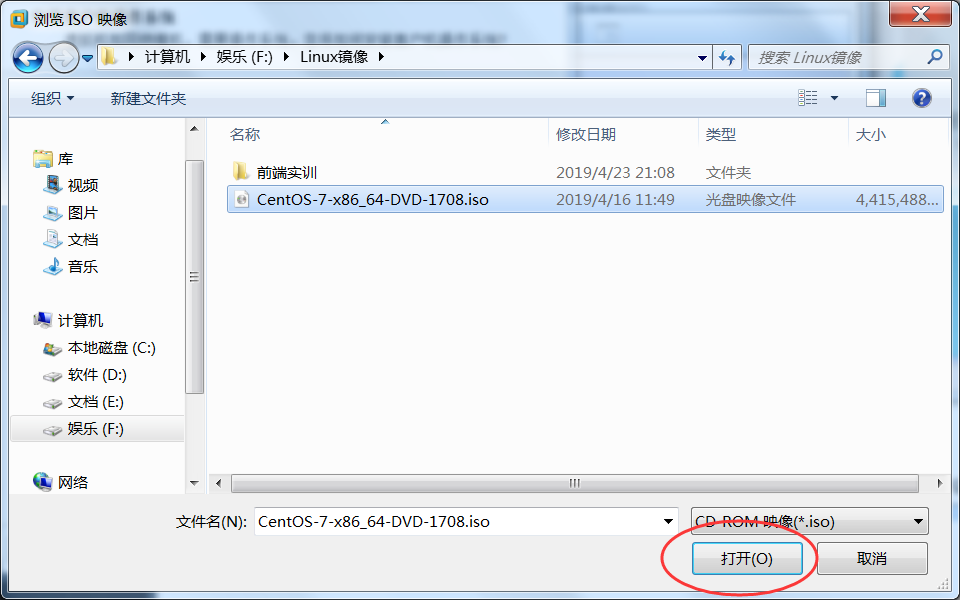 浏览 ISO 映像
计算机 娱乐 (F:) Linux镜像
搜索 Linux镜像
组织 新建文件夹
名称 修改日期 类型 大小
库
视频
图片
文档
音乐
计算机
本地磁盘 (C:)
软件 (D:)
文档 (E:)
娱乐 (F:)
网络
前端实训 2019/4/23 21:08 文件夹
CentOS-7-x86_64-DVD-1708.iso 2019/4/16 11:49 光盘映像文件 4,415,488...
文件名(N): CentOS-7-x86_64-DVD-1708.iso CD-ROM 映像(*.iso)
打开(O) 取消